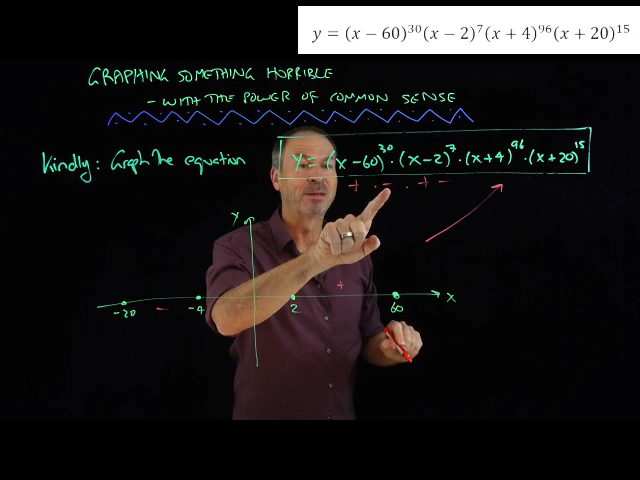 y = (x − 60)³⁰(x − 2)⁷(x + 4)⁹⁶(x + 20)¹⁵
GRAPHING SOMETHING HORRIBLE
- WITH THE POWER OF COMMON SENSE
Kindly: Graph the equation Y = (x-60)³⁰·(x-2)⁷·(x+4)⁹⁶·(x+20)¹⁵
+ · - · + -
Y
+
-20 - -4 2 60 X